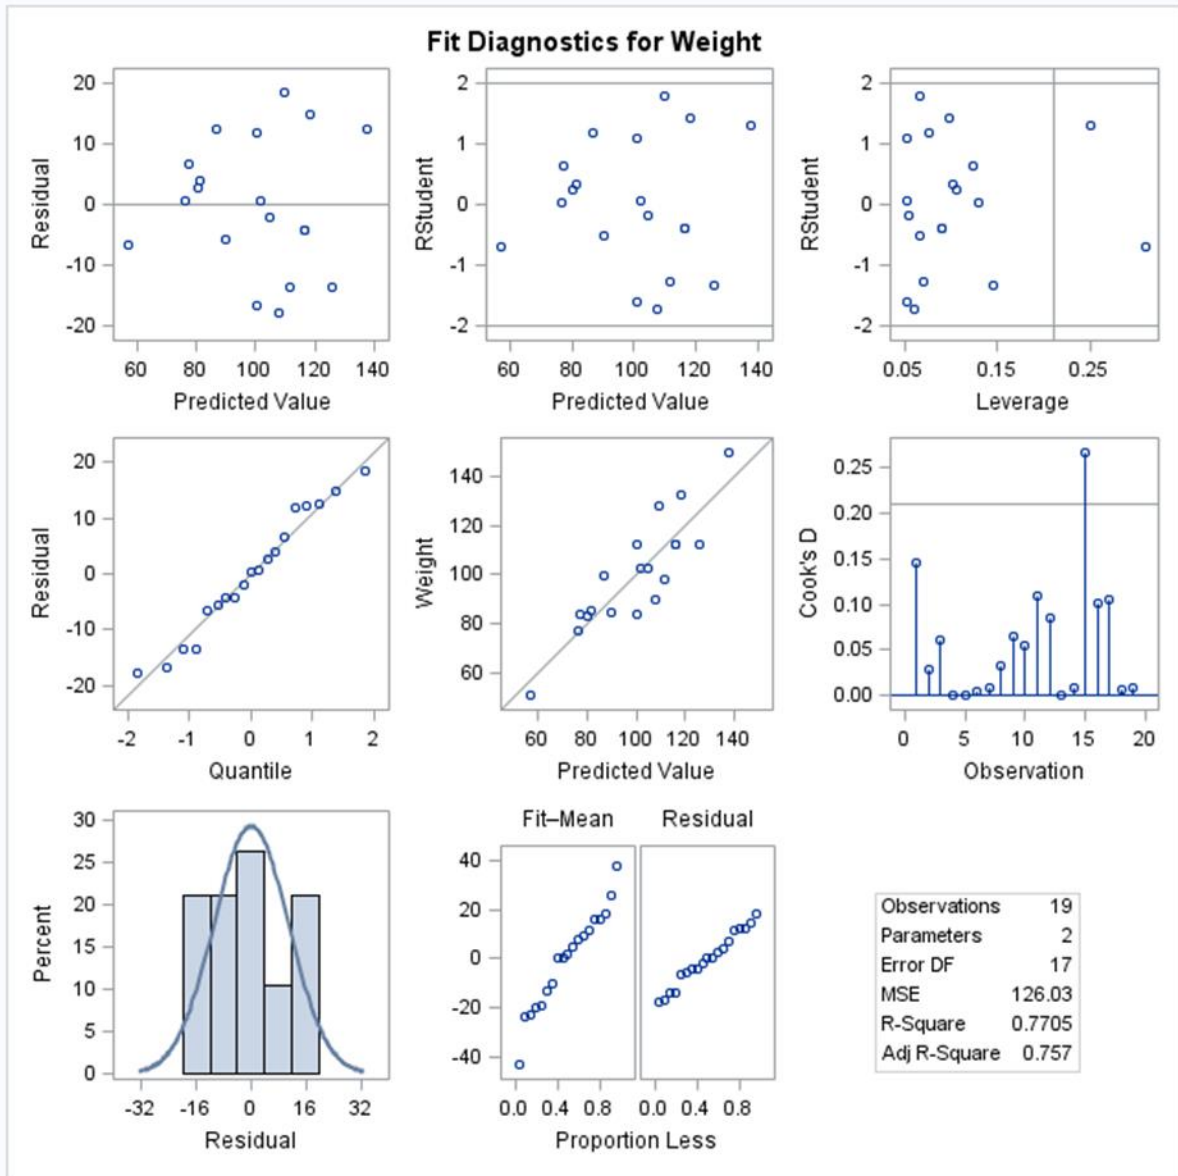 Fit Diagnostics for Weight
20
10
0
-10
-20
Residual
60 80 100 120 140
Predicted Value
2
1
0
-1
-2
RStudent
60 80 100 120 140
Predicted Value
2
1
0
-1
-2
RStudent
0.05 0.15 0.25
Leverage
20
10
0
-10
-20
Residual
-2 -1 0 1 2
Quantile
140
120
100
80
60
Weight
60 80 100 120 140
Predicted Value
0.25
0.20
0.15
0.10
0.05
0.00
Cook's D
0 5 10 15 20
Observation
30
25
20
15
10
5
0
Percent
-32 -16 0 16 32
Residual
Fit–Mean Residual
40
20
0
-20
-40
0.0 0.4 0.8 0.0 0.4 0.8
Proportion Less
Observations 19
Parameters 2
Error DF 17
MSE 126.03
R-Square 0.7705
Adj R-Square 0.757